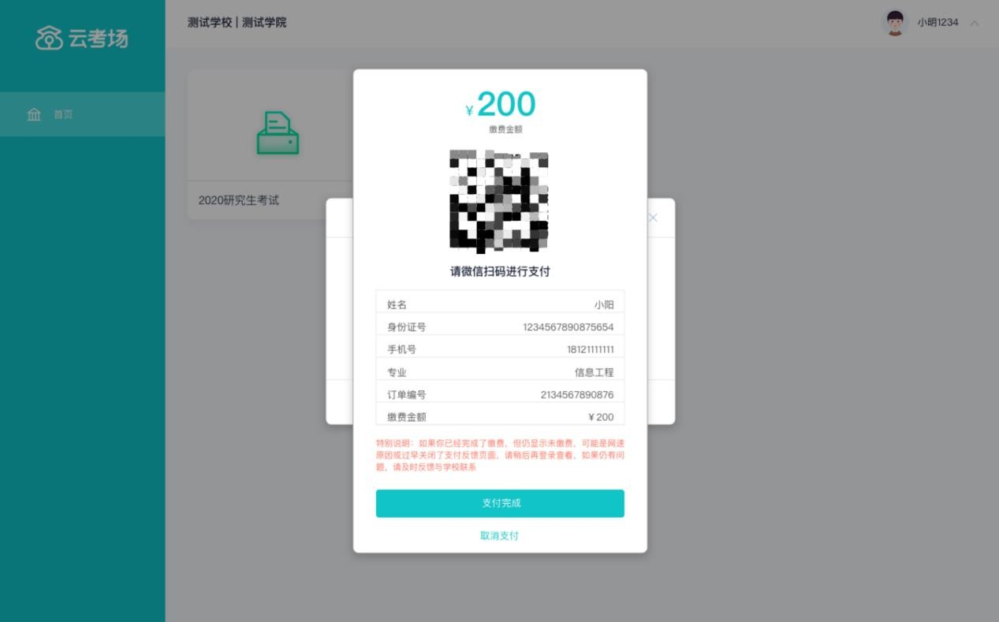 云考场
测试学校 | 测试学院
小明1234
首页
¥200
缴费金额
2020研究生考试
请微信扫码进行支付
姓名 小阳
身份证号 1234567890875654
手机号 18121111111
专业 信息工程
订单编号 2134567890876
缴费金额 ¥200
特别说明：如果你已经完成了缴费，但仍显示未缴费，可能是网速
原因或过早关闭了支付反馈页面，请稍后再登录查看，如果仍有问
题，请及时反馈与学校联系
支付完成
取消支付